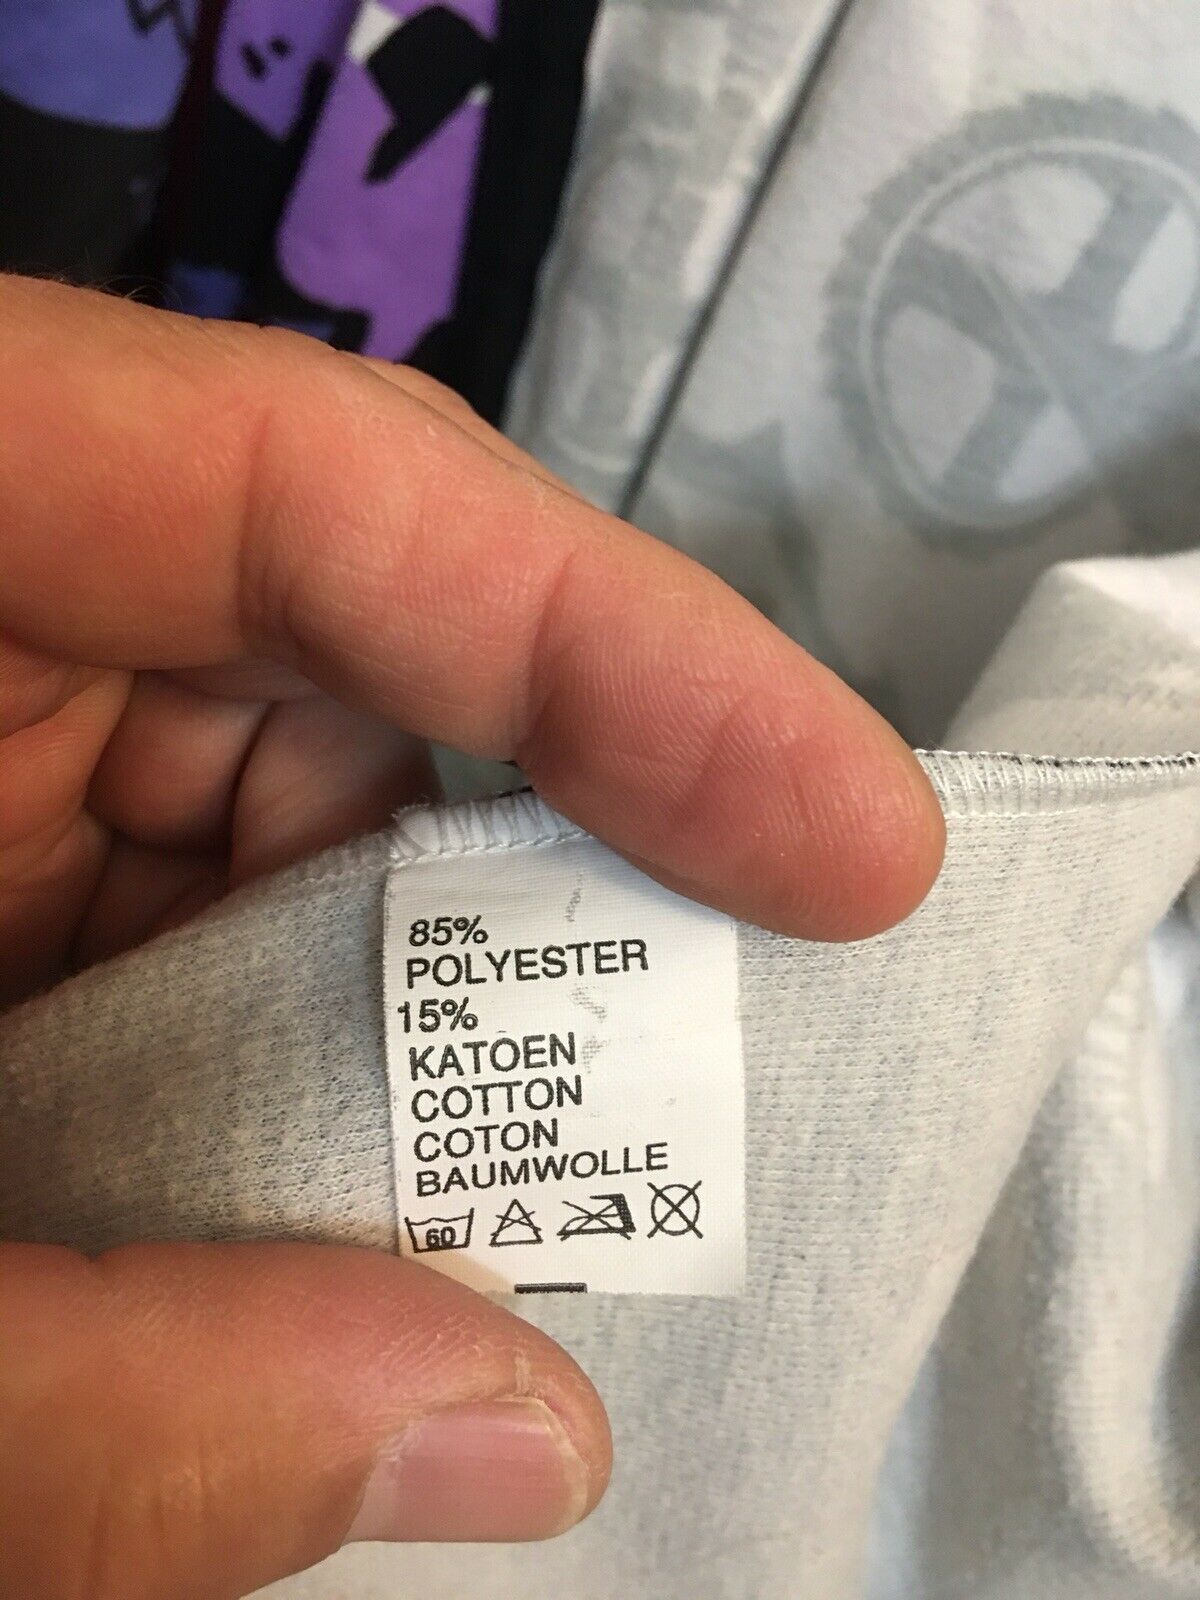 85%
POLYESTER
15%
KATOEN
COTTON
COTON
BAUMWOLLE
60